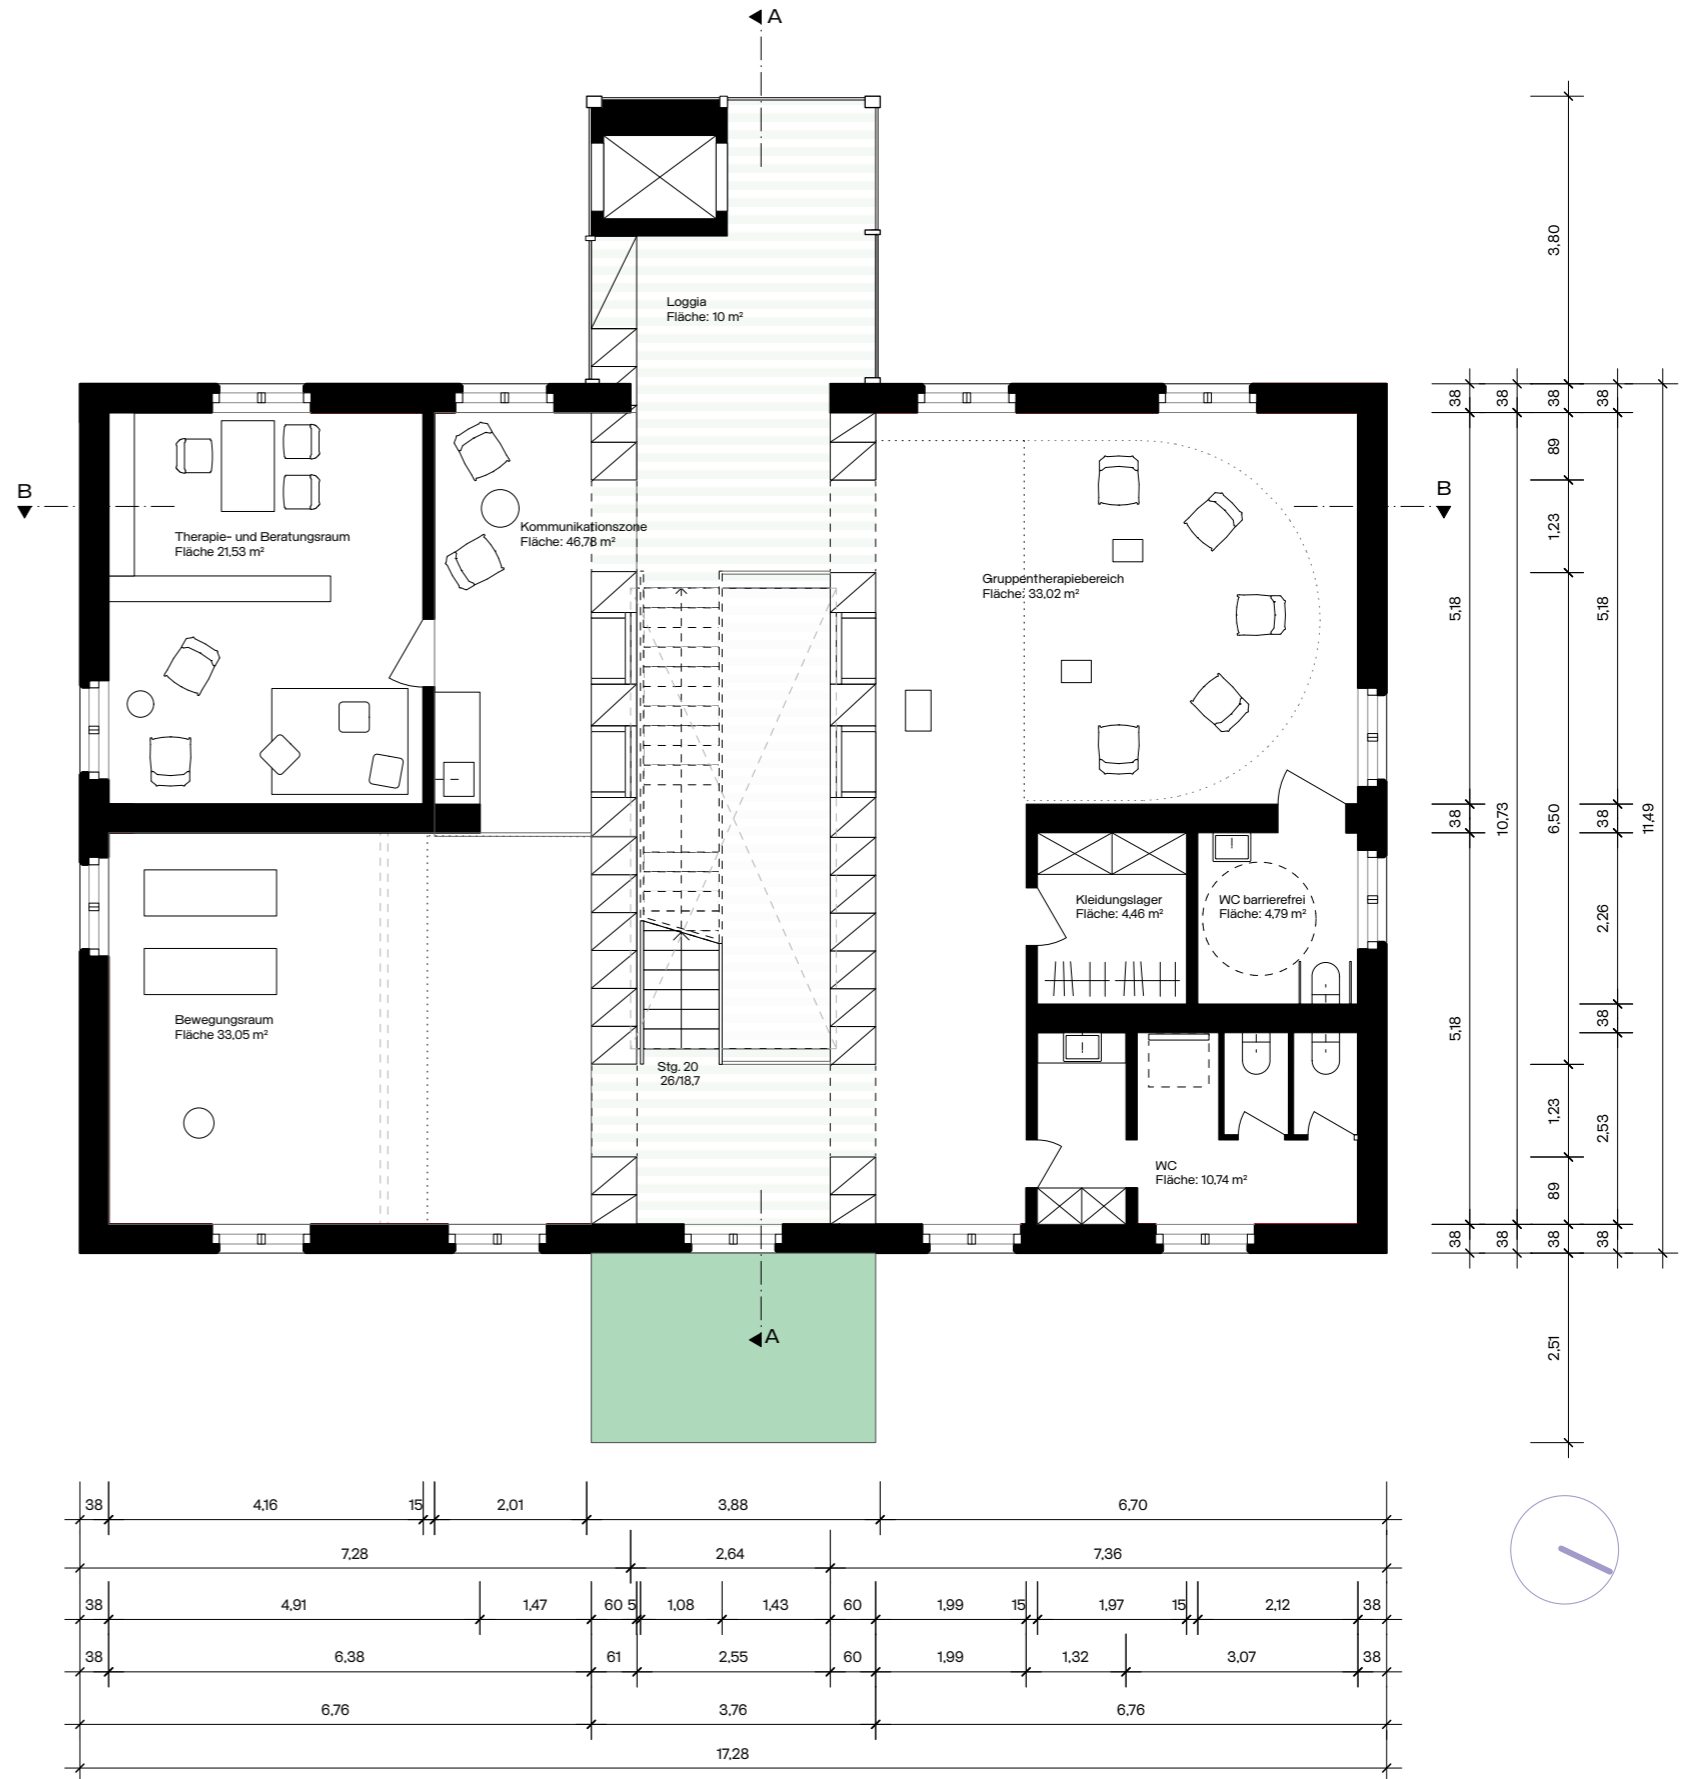 A
Loggia
Fläche: 10 m²
B
B
Therapie- und Beratungsraum
Fläche 21,53 m²
Kommunikationszone
Fläche: 46,78 m²
Gruppentherapiebereich
Fläche: 33,02 m²
Kleidungslager
Fläche: 4,46 m²
WC barrierefrei
Fläche: 4,79 m²
Bewegungsraum
Fläche 33,05 m²
Stg. 20
26/18,7
WC
Fläche: 10,74 m²
A
38 5,18 38 5,18 38
38 10,73 38
3,80 38 89 1,23 6,50 1,23 89 38 2,51
38 5,18 38 2,26 38 2,53 38
11,49
38 4,16 15 2,01 3,88 6,70
7,28 2,64 7,36
38 4,91 1,47 60 5 1,08 1,43 60 1,99 15 1,97 15 2,12 38
38 6,38 61 2,55 60 1,99 1,32 3,07 38
6,76 3,76 6,76
17,28